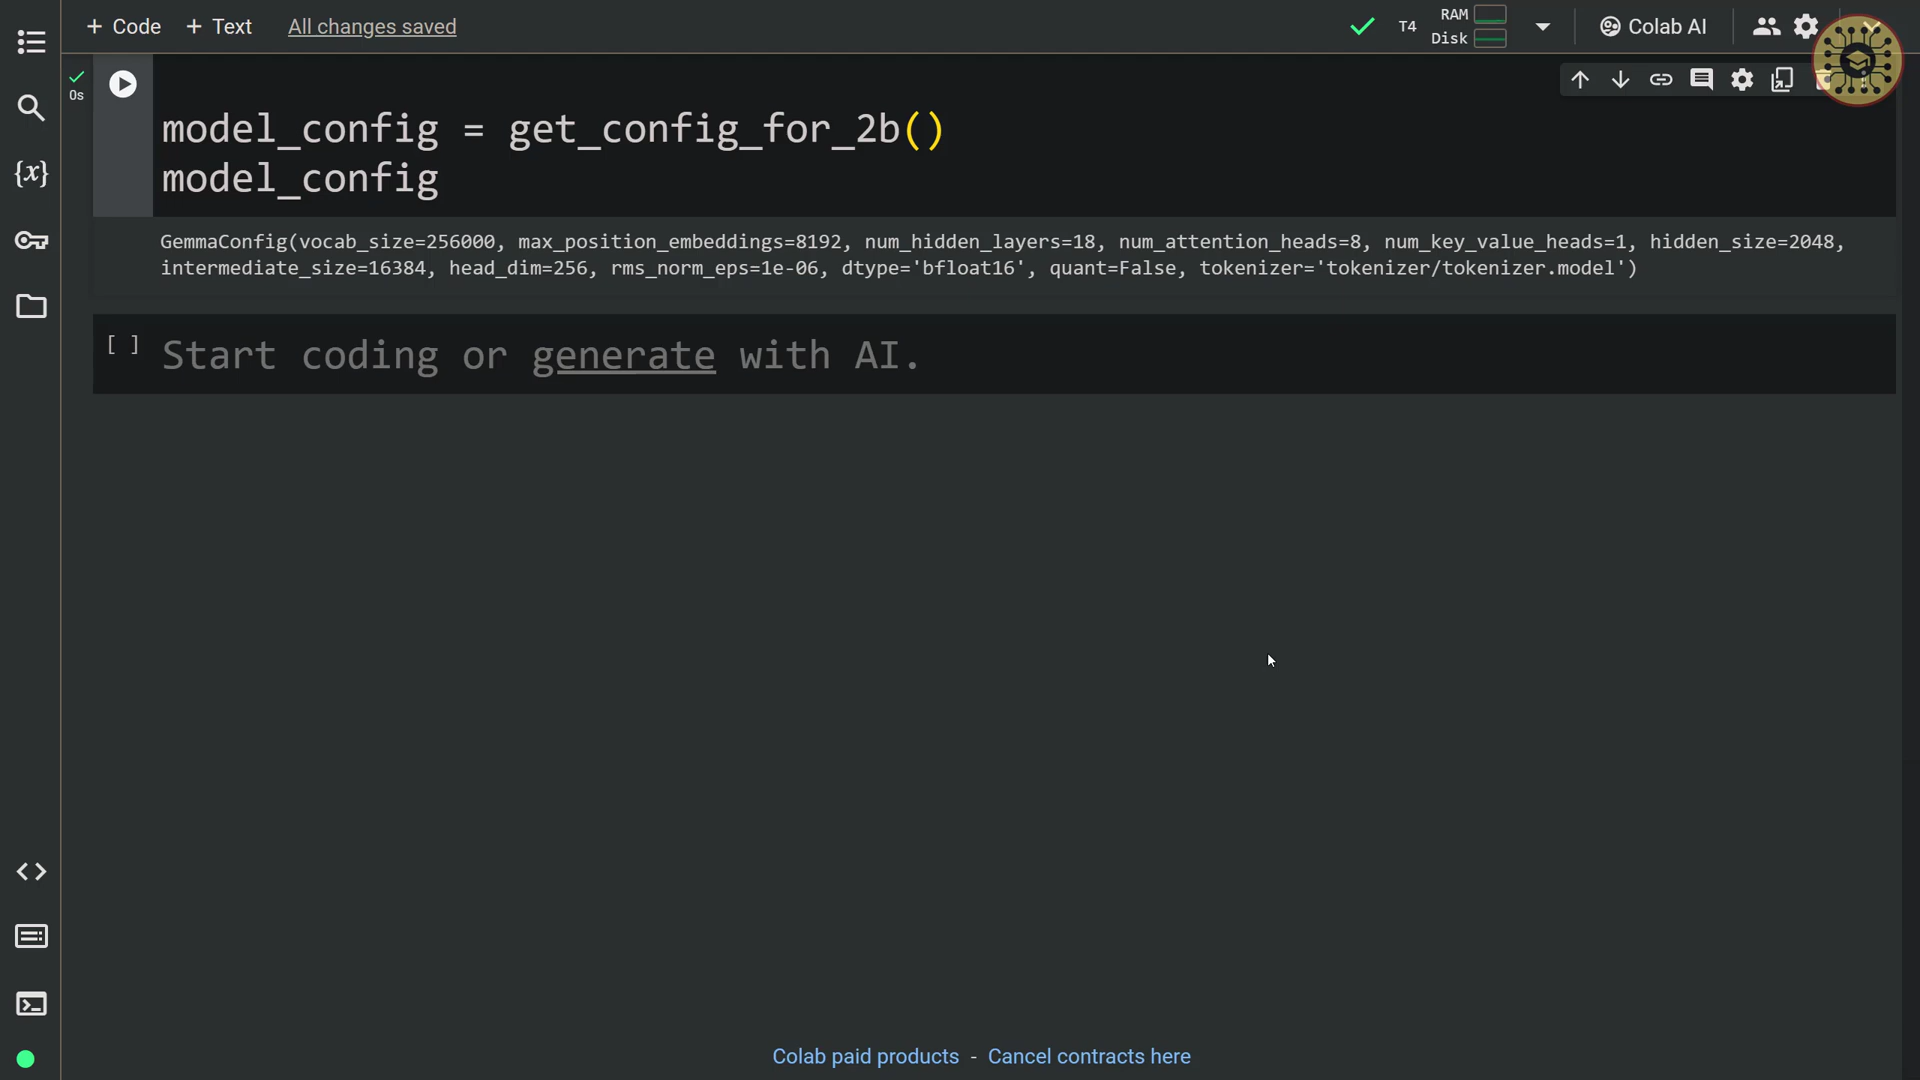 + Code + Text All changes saved
T4 RAM Disk Colab AI
0s
model_config = get_config_for_2b()
model_config
GemmaConfig(vocab_size=256000, max_position_embeddings=8192, num_hidden_layers=18, num_attention_heads=8, num_key_value_heads=1, hidden_size=2048,
intermediate_size=16384, head_dim=256, rms_norm_eps=1e-06, dtype='bfloat16', quant=False, tokenizer='tokenizer/tokenizer.model')
[ ] Start coding or generate with AI.
{x}
Colab paid products - Cancel contracts here